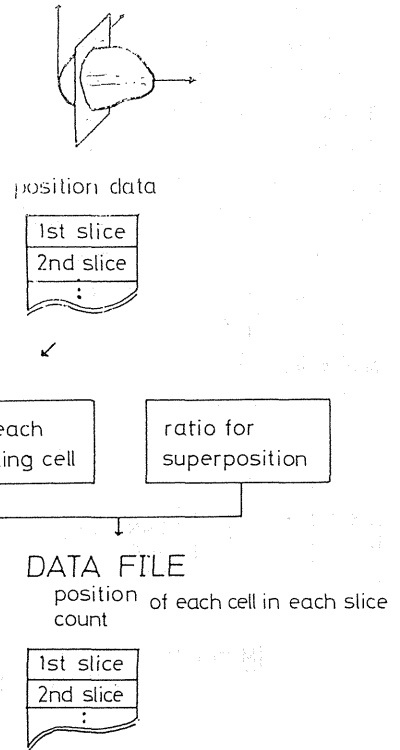 position data
1st slice
2nd slice
⋮
each
ing cell
ratio for
superposition
DATA FILE
position
count
of each cell in each slice
1st slice
2nd slice
⋮